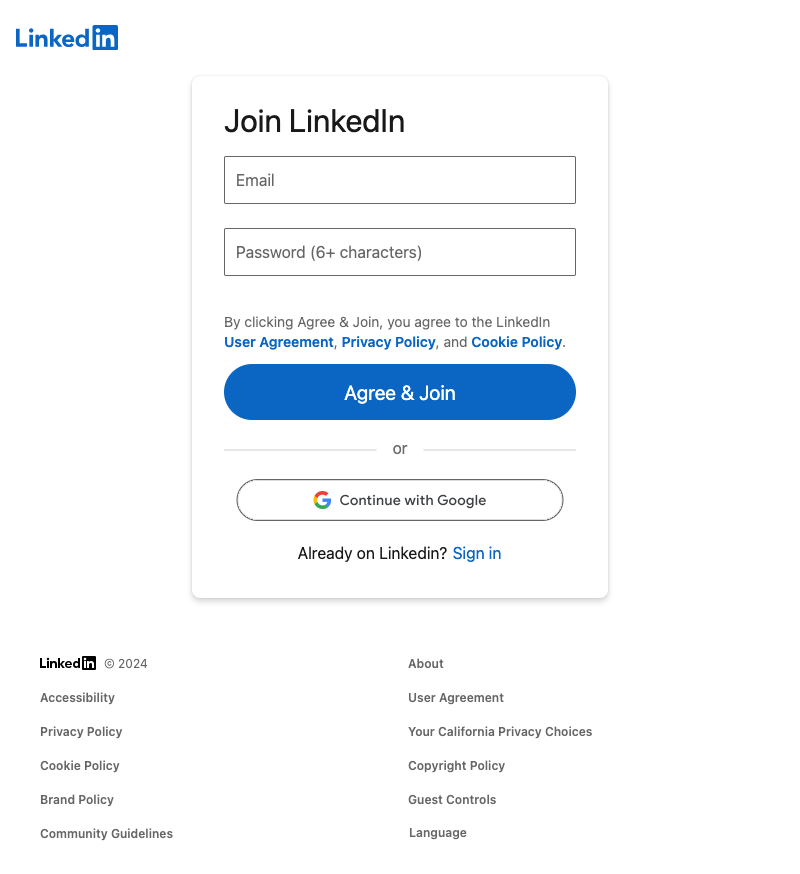 Linkedin
Join LinkedIn
Email
Password (6+ characters)
By clicking Agree & Join, you agree to the LinkedIn
User Agreement, Privacy Policy, and Cookie Policy.
Agree & Join
or
Continue with Google
Already on Linkedin? Sign in
Linkedin © 2024
About
Accessibility
User Agreement
Privacy Policy
Your California Privacy Choices
Cookie Policy
Copyright Policy
Brand Policy
Guest Controls
Community Guidelines
Language